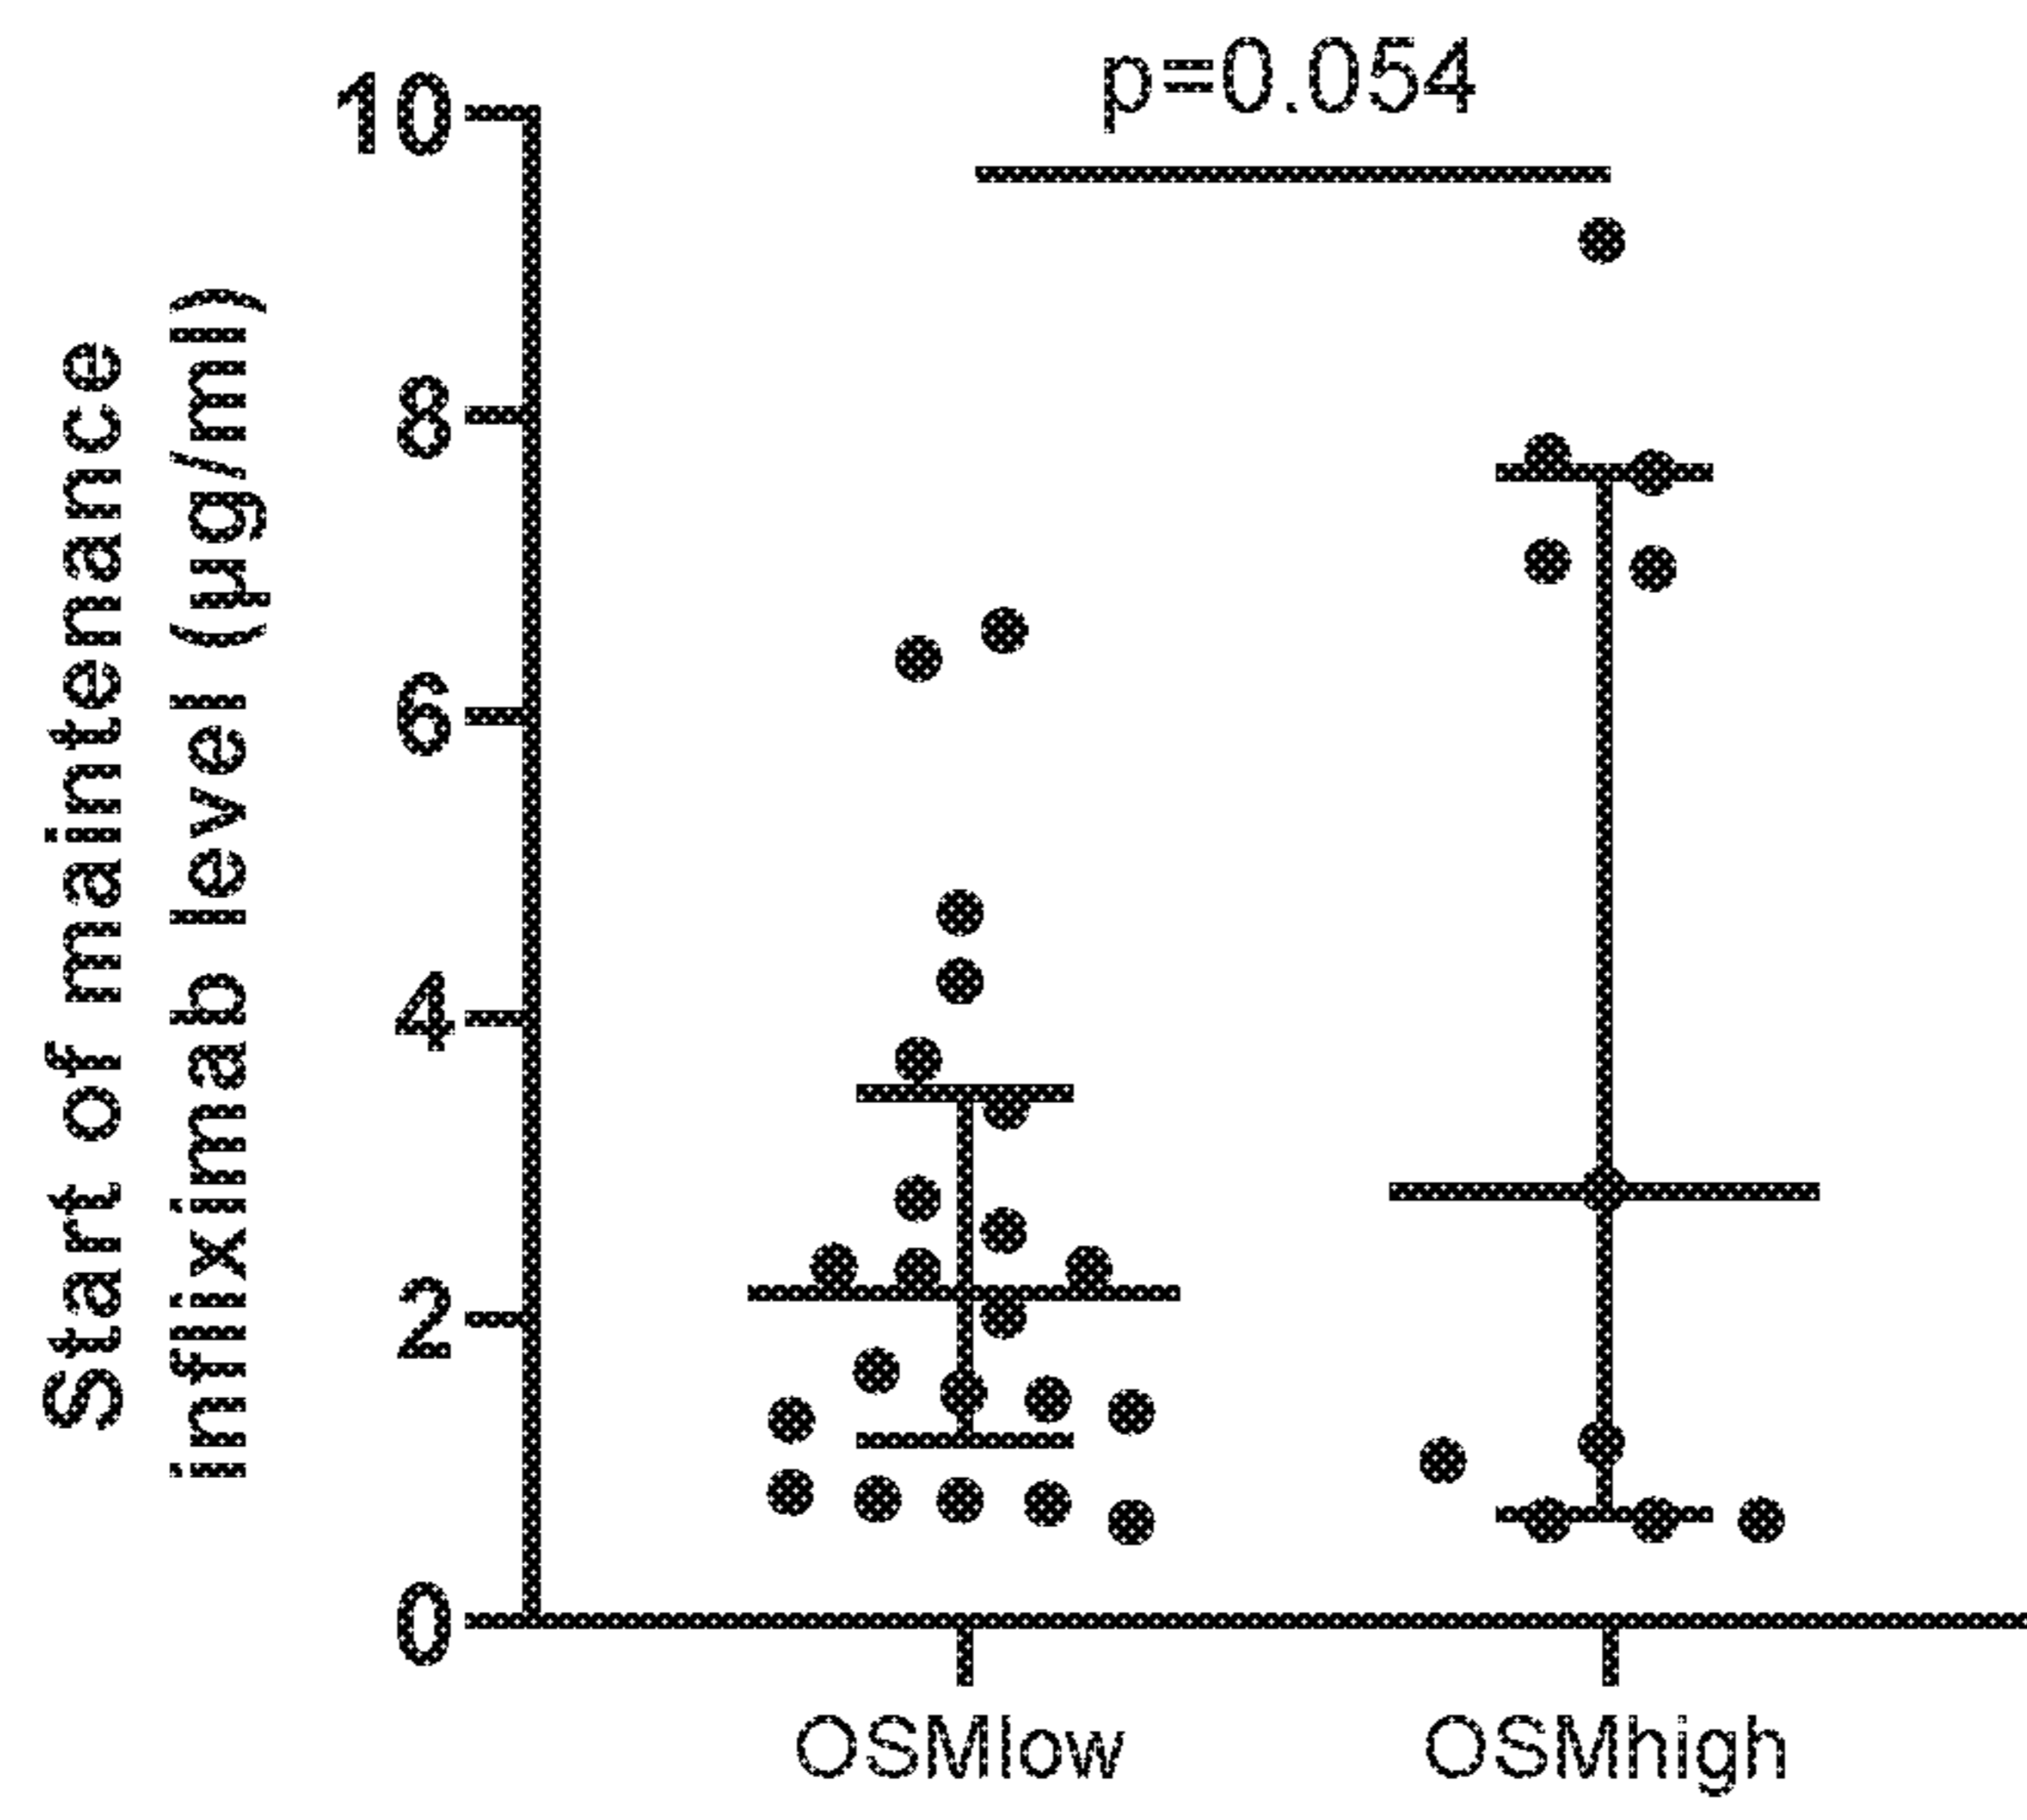 p=0.054
Start of maintenance
infliximab level (µg/ml)
10
8
6
4
2
0
OSMlow
OSMhigh